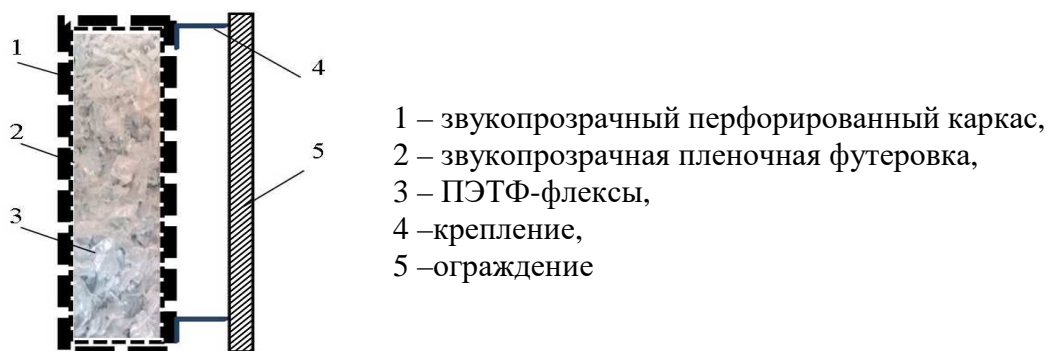 1
2
3
4
5
1 – звукопрозрачный перфорированный каркас,
2 – звукопрозрачная пленочная футеровка,
3 – ПЭТФ-флексы,
4 –крепление,
5 –ограждение